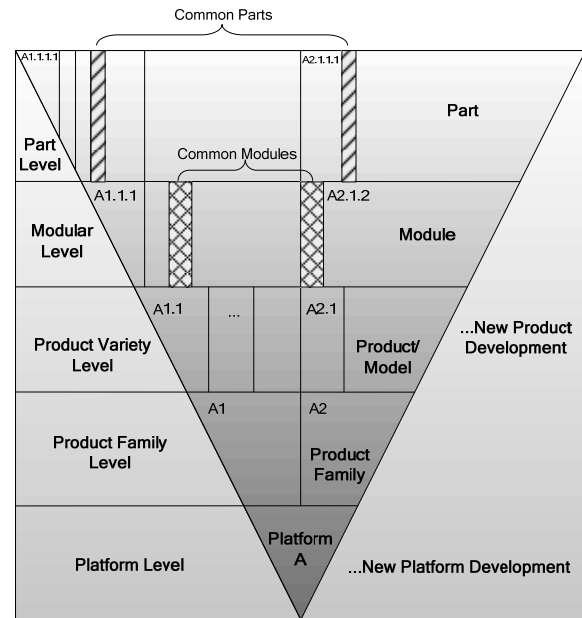 Common Parts
A1.1.1.1
A2.1.1.1
Part
Level
Part
Common Modules
A1.1.1
A2.1.2
Modular
Level
Module
A1.1
...
A2.1
Product Variety
Level
Product/
Model
...New Product
Development
A1
A2
Product Family
Level
Product
Family
Platform Level
Platform
A
...New Platform Development